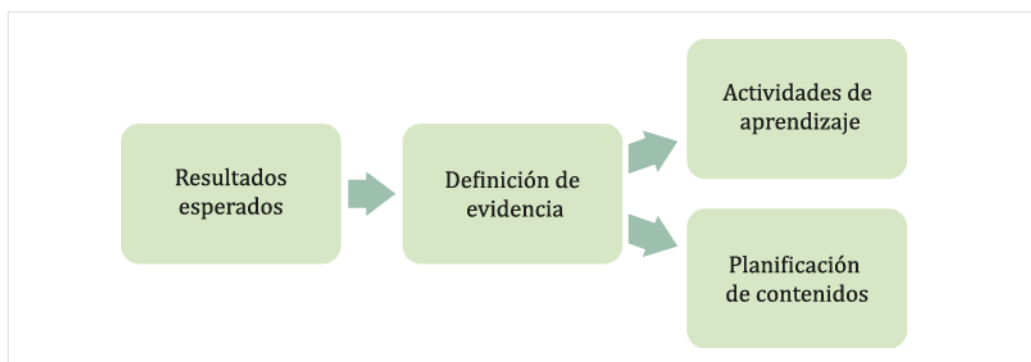 Resultados
esperados
Definición de
evidencia
Actividades de
aprendizaje
Planificación
de contenidos